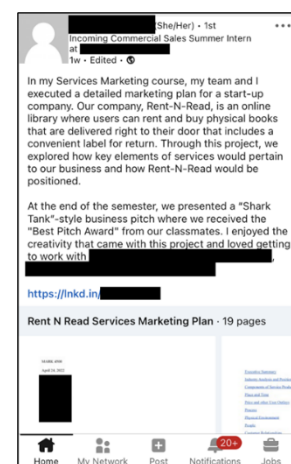 (She/Her) • 1st
Incoming Commercial Sales Summer Intern
at
1w • Edited •
In my Services Marketing course, my team and I
executed a detailed marketing plan for a start-up
company. Our company, Rent-N-Read, is an online
library where users can rent and buy physical books
that are delivered right to their door that includes a
convenient label for return. Through this project, we
explored how key elements of services would pertain
to our business and how Rent-N-Read would be
positioned.
At the end of the semester, we presented a "Shark
Tank"-style business pitch where we received the
"Best Pitch Award" from our classmates. I enjoyed the
creativity that came with this project and loved getting
to work with
https://lnkd.in/
Rent N Read Services Marketing Plan · 19 pages
Executive Summary
20+
Home My Network Post Notifications Jobs